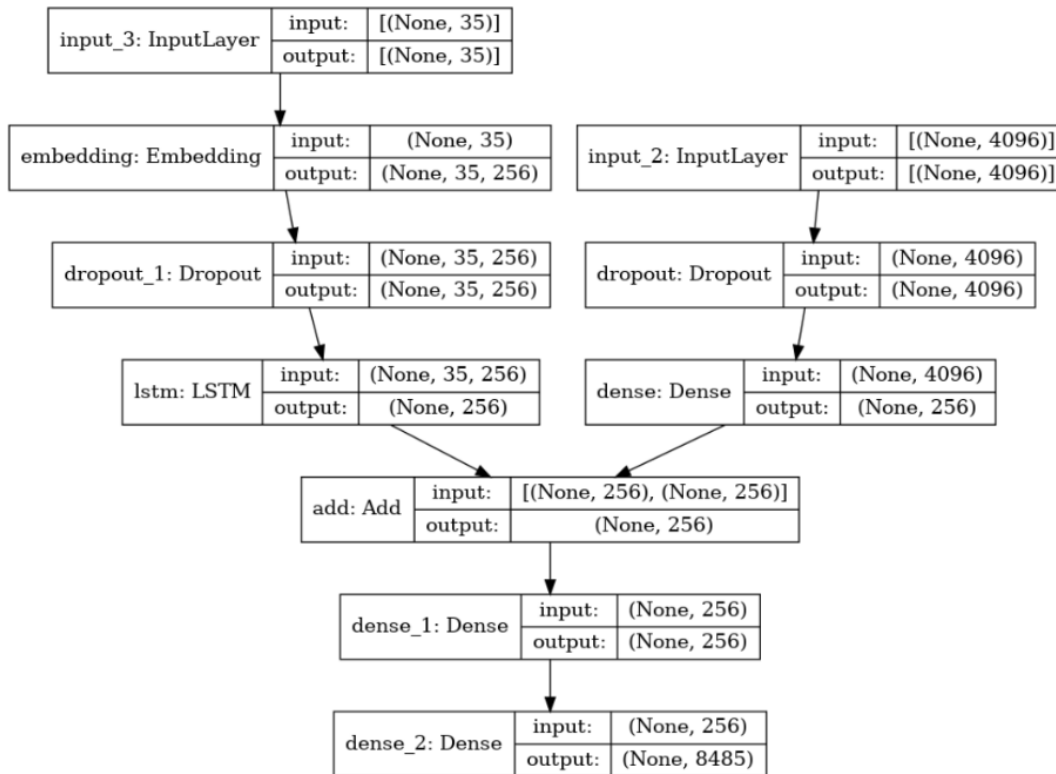 input_3: InputLayer
input: [(None, 35)]
output: [(None, 35)]
embedding: Embedding
input: (None, 35)
output: (None, 35, 256)
input_2: InputLayer
input: [(None, 4096)]
output: [(None, 4096)]
dropout_1: Dropout
input: (None, 35, 256)
output: (None, 35, 256)
dropout: Dropout
input: (None, 4096)
output: (None, 4096)
lstm: LSTM
input: (None, 35, 256)
output: (None, 256)
dense: Dense
input: (None, 4096)
output: (None, 256)
add: Add
input: [(None, 256), (None, 256)]
output: (None, 256)
dense_1: Dense
input: (None, 256)
output: (None, 256)
dense_2: Dense
input: (None, 256)
output: (None, 8485)